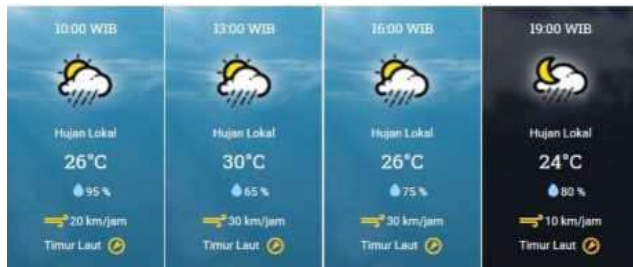 10:00 WIB
Hujan Lokal
26°C
95 %
20 km/jam
Timur Laut
13:00 WIB
Hujan Lokal
30°C
65 %
30 km/jam
Timur Laut
16:00 WIB
Hujan Lokal
26°C
75 %
30 km/jam
Timur Laut
19:00 WIB
Hujan Lokal
24°C
80 %
10 km/jam
Timur Laut